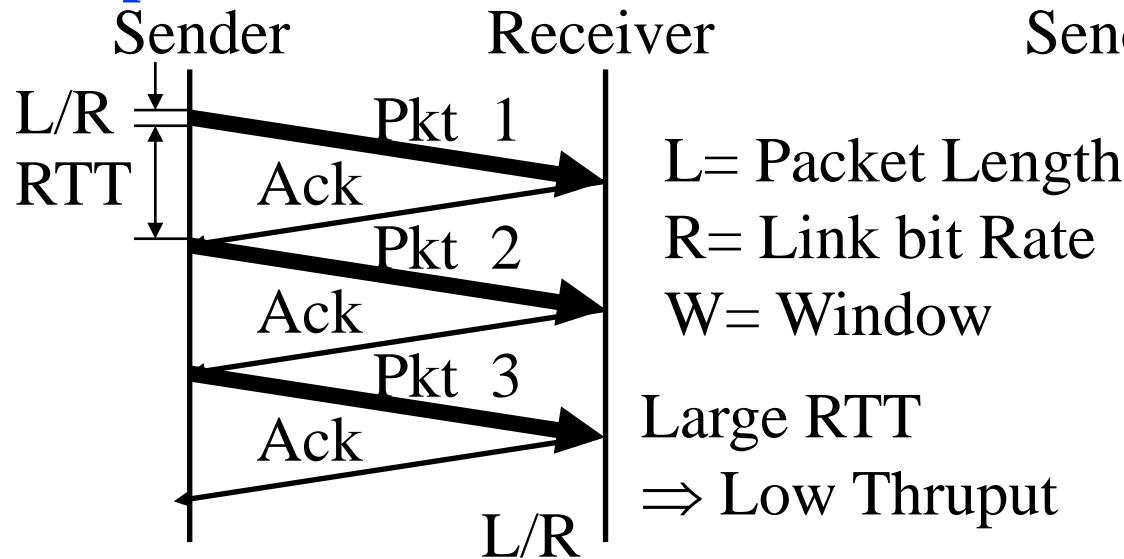 Sender Receiver
L/R
RTT
Pkt 1
Ack
Pkt 2
Ack
Pkt 3
Ack
L/R
L= Packet Length
R= Link bit Rate
W= Window
Large RTT
⇒ Low Thruput